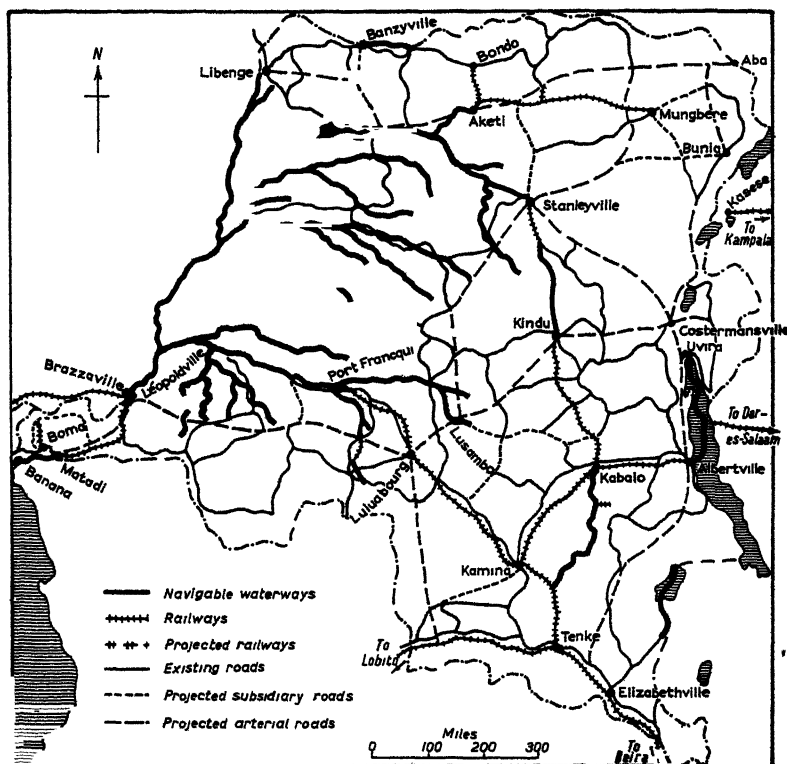 Banzyville
Bondo
Aba
Libenge
N
Aketi
Mungbere
Bunia
Kasese
To
Kampala
Stanleyville
Kindu
Costermansville
Uvira
Port Francqui
Brazzaville
Léopoldville
Boma
Matadi
Banana
Lusambo
Luluabourg
To Dar-
es-Salaam
Kabalo
Albertville
Kamina
Navigable waterways
Railways
Projected railways
Existing roads
Projected subsidiary roads
Projected arterial roads
To
Lobito
Tenke
Elizabethville
Miles
0 100 200 300
To
Beira